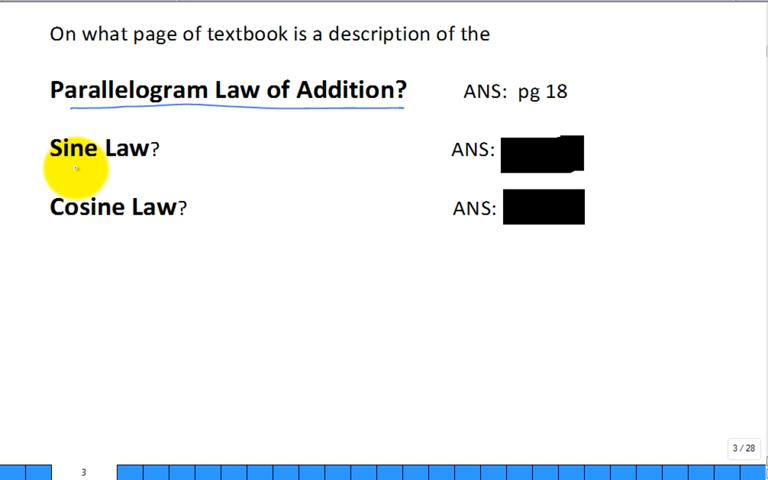 On what page of textbook is a description of the
Parallelogram Law of Addition? ANS: pg 18
Sine Law? ANS:
Cosine Law? ANS:
3 / 28
3